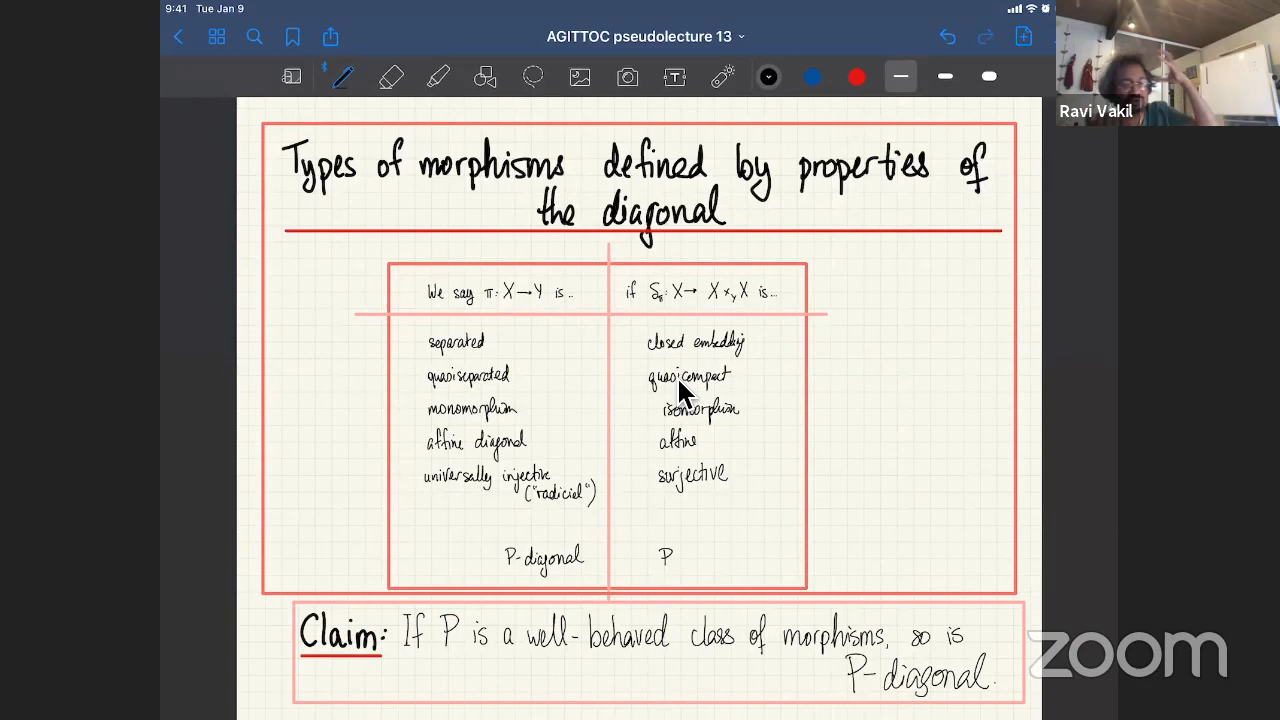 9:41 Tue Jan 9
AGITTOC pseudolecture 13
Ravi Vakil
Types of morphisms defined by properties of
the diagonal
We say π: X → Y is... if δπ: X → X ×Y X is...
separated closed embedding
quasiseparated quasicompact
monomorphism isomorphism
affine diagonal affine
universally injective surjective
("radiciel")
P-diagonal P
Claim: If P is a well-behaved class of morphisms, so is
P-diagonal.
zoom